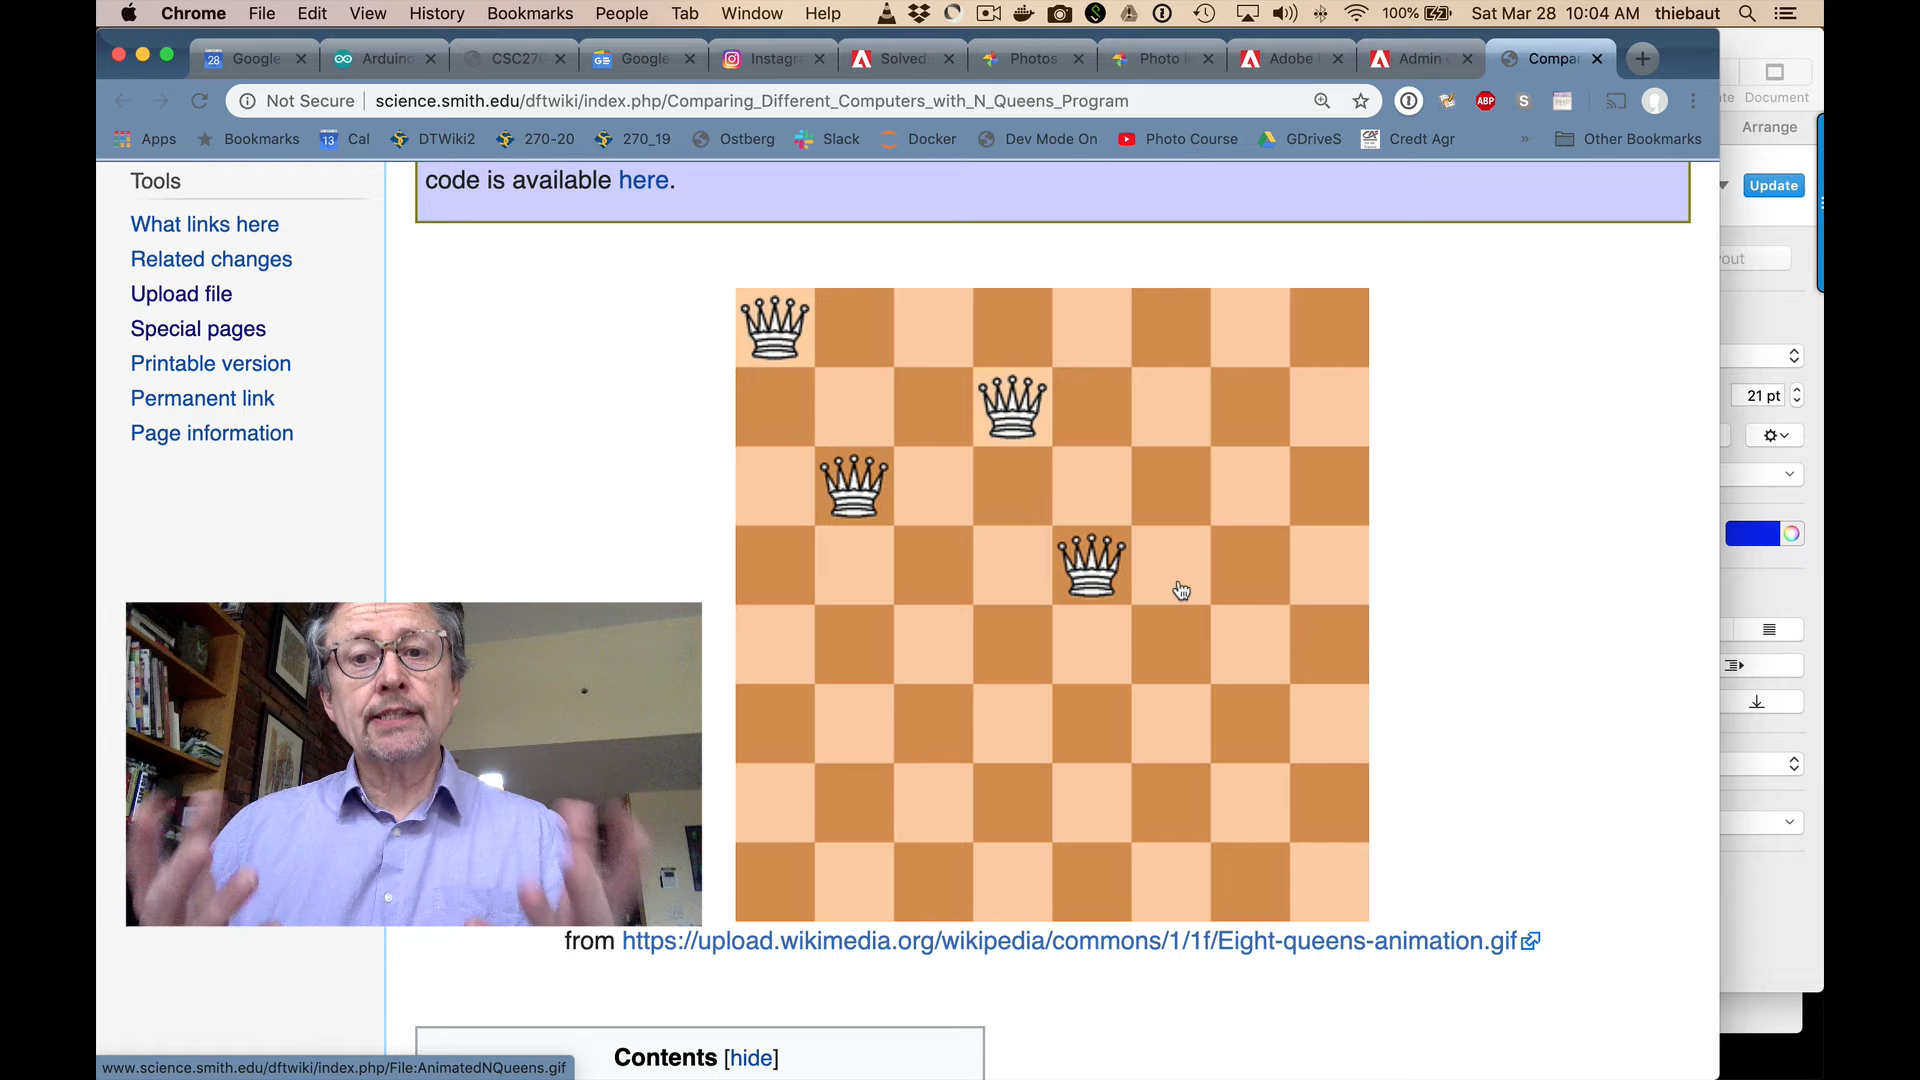 Chrome File Edit View History Bookmarks People Tab Window Help 100% Sat Mar 28 10:04 AM thiebaut
28 Google Arduino CSC270 Google Instagra Solved: Photos Photo Adobe Admin Compar
Not Secure science.smith.edu/dftwiki/index.php/Comparing_Different_Computers_with_N_Queens_Program ABP S
Document
Apps Bookmarks 13 Cal DTWiki2 270-20 270_19 Ostberg Slack Docker Dev Mode On Photo Course GDriveS Credt Agr » Other Bookmarks
Arrange
Tools
code is available here.
Update
What links here
Related changes
Upload file
Special pages
Printable version
Permanent link
Page information
21 pt
from https://upload.wikimedia.org/wikipedia/commons/1/1f/Eight-queens-animation.gif
Contents [hide]
www.science.smith.edu/dftwiki/index.php/File:AnimatedNQueens.gif